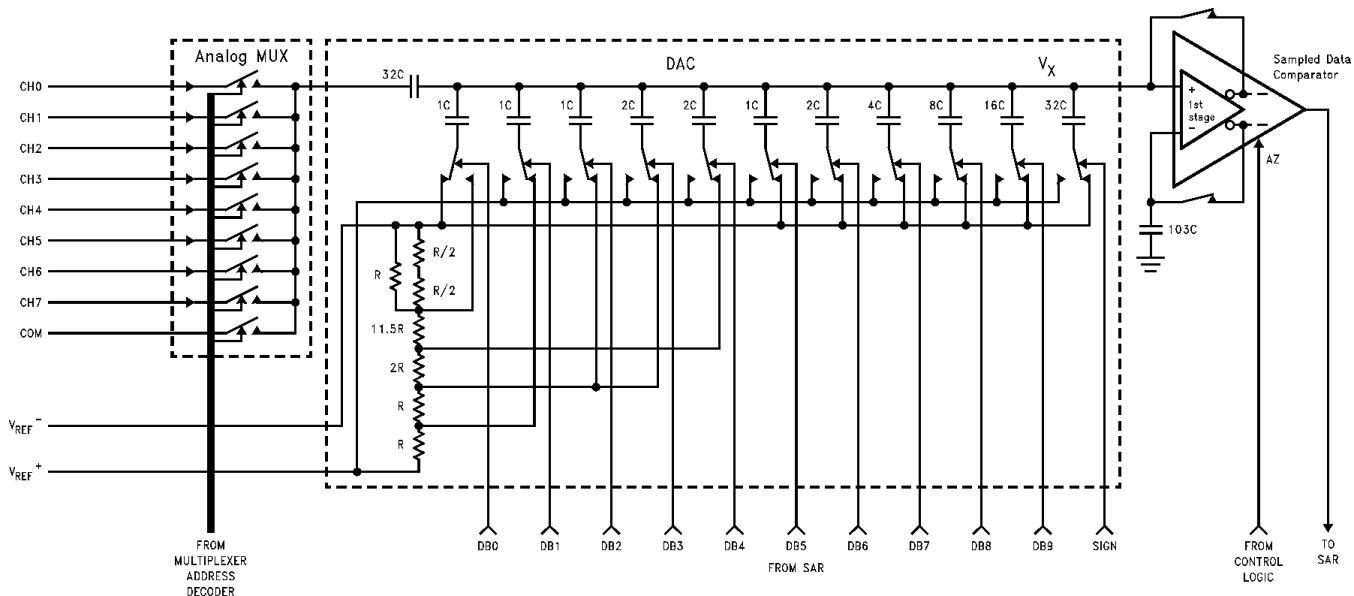 Analog MUX
DAC
V_X
Sampled Data
Comparator
CH0
CH1
CH2
CH3
CH4
CH5
CH6
CH7
COM
V_REF^-
V_REF^+
32C
1C
1C
1C
2C
2C
1C
2C
4C
8C
16C
32C
+
1st
stage
−
AZ
103C
R
R/2
R/2
11.5R
2R
R
R
DB0
DB1
DB2
DB3
DB4
DB5
DB6
DB7
DB8
DB9
SIGN
FROM SAR
FROM
MULTIPLEXER
ADDRESS
DECODER
FROM
CONTROL
LOGIC
TO
SAR